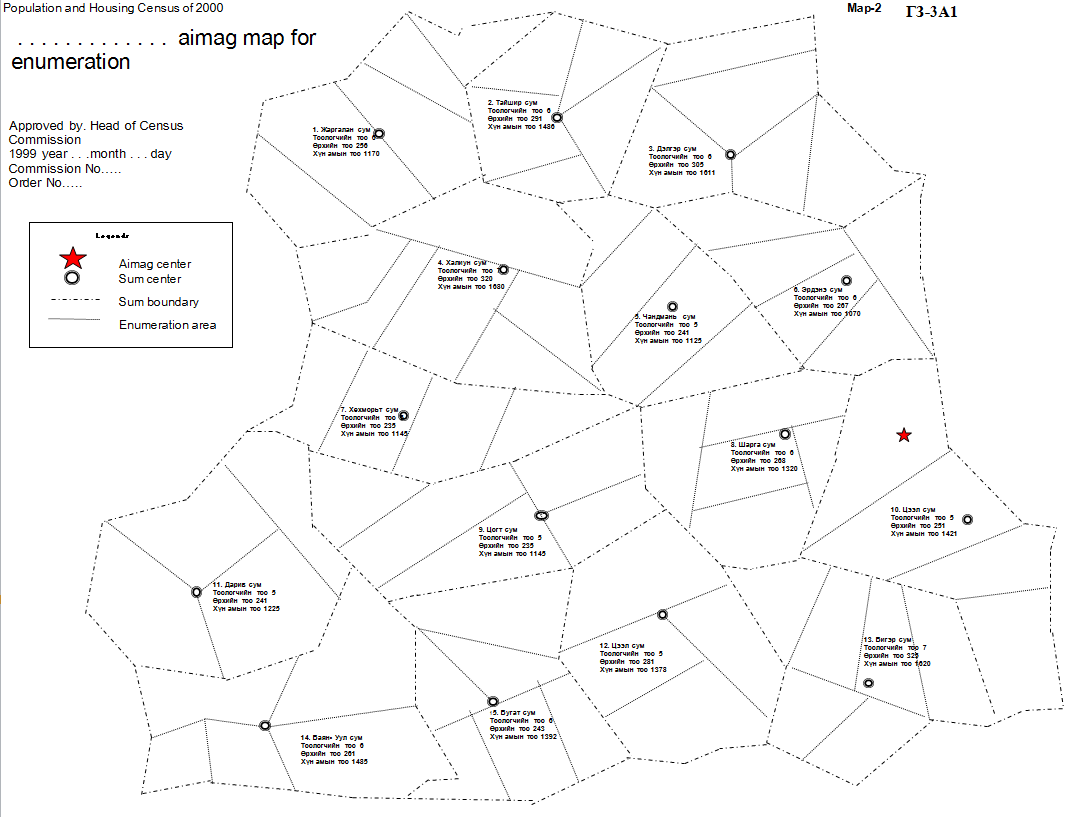 Population and Housing Census of 2000
Map-2
ГЗ-3А1
. . . . . . . . . . . . . aimag map for
enumeration
Approved by. Head of Census
Commission
1999 year . . .month . . . day
Commission No.....
Order No.....
Legends
Aimag center
Sum center
Sum boundary
Enumeration area
1. Жаргалан сум
Тоологчийн тоо 6
Өрхийн тоо 256
Хүн амын тоо 1170
2. Тайшир сум
Тоологчийн тоо 6
Өрхийн тоо 291
Хүн амын тоо 1486
3. Дэлгэр сум
Тоологчийн тоо 6
Өрхийн тоо 305
Хүн амын тоо 1611
4. Халиун сум
Тоологчийн тоо
Өрхийн тоо 320
Хүн амын тоо 1680
5. Чандмань сум
Тоологчийн тоо 5
Өрхийн тоо 241
Хүн амын тоо 1125
6. Эрдэнэ сум
Тоологчийн тоо 6
Өрхийн тоо 267
Хүн амын тоо 1070
7. Хөхморьт сум
Тоологчийн тоо
Өрхийн тоо 235
Хүн амын тоо 1145
8. Шарга сум
Тоологчийн тоо 6
Өрхийн тоо 268
Хүн амын тоо 1320
9. Цогт сум
Тоологчийн тоо 5
Өрхийн тоо 235
Хүн амын тоо 1145
10. Цээл сум
Тоологчийн тоо 5
Өрхийн тоо 251
Хүн амын тоо 1421
11. Дарив сум
Тоологчийн тоо 5
Өрхийн тоо 241
Хүн амын тоо 1225
12. Цээл сум
Тоологчийн тоо 5
Өрхийн тоо 281
Хүн амын тоо 1378
13. Бигэр сум
Тоологчийн тоо 7
Өрхийн тоо 325
Хүн амын тоо 1620
14. Баян- Уул сум
Тоологчийн тоо 6
Өрхийн тоо 261
Хүн амын тоо 1485
15. Бугат сум
Тоологчийн тоо 6
Өрхийн тоо 243
Хүн амын тоо 1392